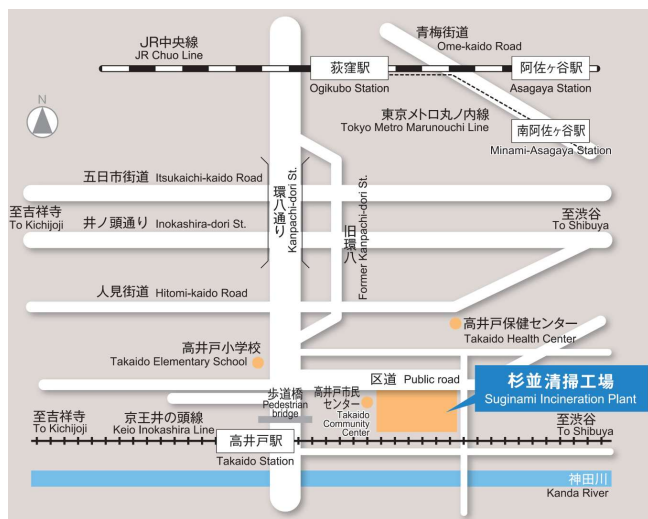 青梅街道
Ome-kaido Road
JR中央線
JR Chuo Line
荻窪駅
Ogikubo Station
阿佐ヶ谷駅
Asagaya Station
N
東京メトロ丸ノ内線
Tokyo Metro Marunouchi Line
南阿佐ヶ谷駅
Minami-Asagaya Station
五日市街道 Itsukaichi-kaido Road
環八通り
Kanpachi-dori St.
旧環八
Former Kanpachi-dori St.
至吉祥寺
To Kichijoji
井ノ頭通り Inokashira-dori St.
至渋谷
To Shibuya
人見街道 Hitomi-kaido Road
高井戸保健センター
Takaido Health Center
高井戸小学校
Takaido Elementary School
区道 Public road
杉並清掃工場
Suginami Incineration Plant
歩道橋
Pedestrian
bridge
高井戸市民
センター
Takaido
Community
Center
至吉祥寺
To Kichijoji
京王井の頭線
Keio Inokashira Line
至渋谷
To Shibuya
高井戸駅
Takaido Station
神田川
Kanda River